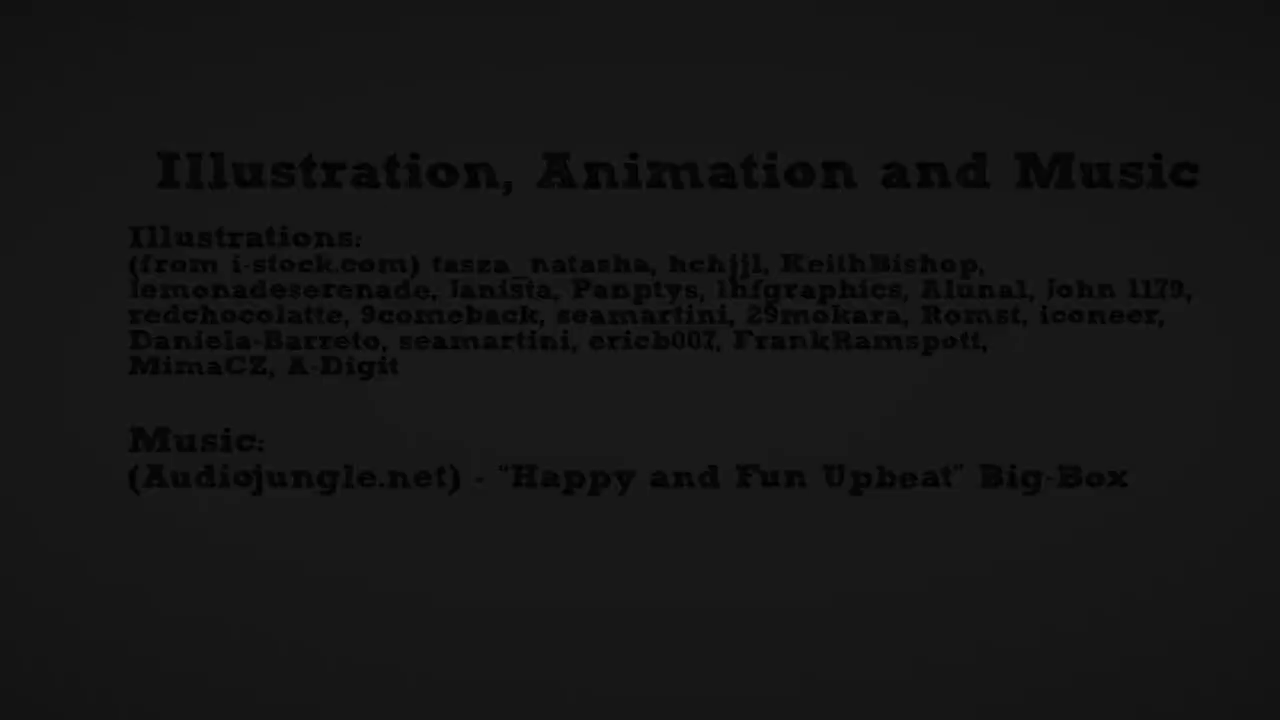 Illustration, Animation and Music
Illustrations:
(from i-stock.com) tasza_natasha, hchjjl, KeithBishop,
lemonadeserenade, Ianista, Panptys, lhfgraphics, Alunal, john 1179,
redchocolatte, 9comeback, seamartini, 29mokara, Romst, iconeer,
Daniela-Barreto, seamartini, ericb007, FrankRamspott,
MimaCZ, A-Digit
Music:
(Audiojungle.net) - "Happy and Fun Upbeat" Big-Box